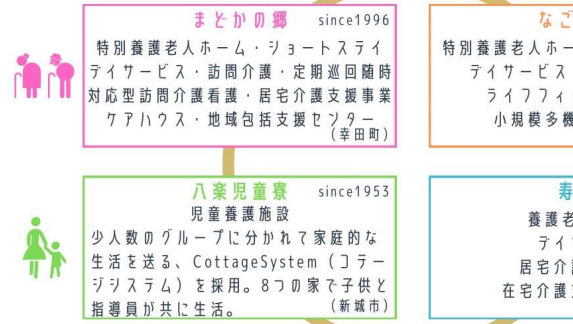 まどかの郷 since1996
特別養護老人ホーム・ショートステイ
デイサービス・訪問介護・定期巡回随時
対応型訪問介護看護・居宅介護支援事業
ケアハウス・地域包括支援センター
(幸田町)
八楽児童寮 since1953
児童養護施設
少人数のグループに分かれて家庭的な
生活を送る、CottageSystem(コテー
ジシステム)を採用。8つの家で子供と
指導員が共に生活。 (新城市)
なご
特別養護老人ホー
デイサービス
ライフフィ
小規模多機
寿
養護老
デイ
居宅介
在宅介護